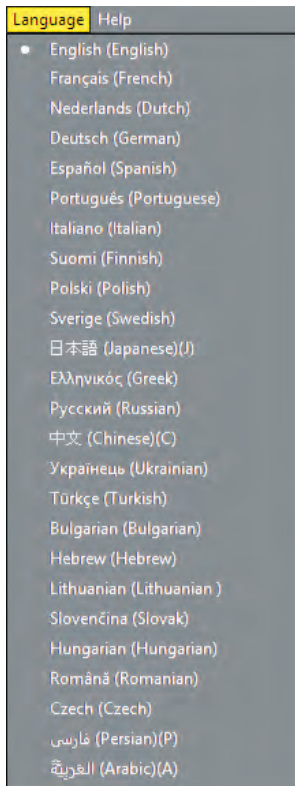 Language Help
English (English)
Français (French)
Nederlands (Dutch)
Deutsch (German)
Español (Spanish)
Português (Portuguese)
Italiano (Italian)
Suomi (Finnish)
Polski (Polish)
Sverige (Swedish)
日本語 (Japanese)(J)
Ελληνικός (Greek)
Русский (Russian)
中文 (Chinese)(C)
Українець (Ukrainian)
Türkçe (Turkish)
Bulgarian (Bulgarian)
Hebrew (Hebrew)
Lithuanian (Lithuanian )
Slovenčina (Slovak)
Hungarian (Hungarian)
Română (Romanian)
Czech (Czech)
فارسی (Persian)(P)
(Arabic)(A)